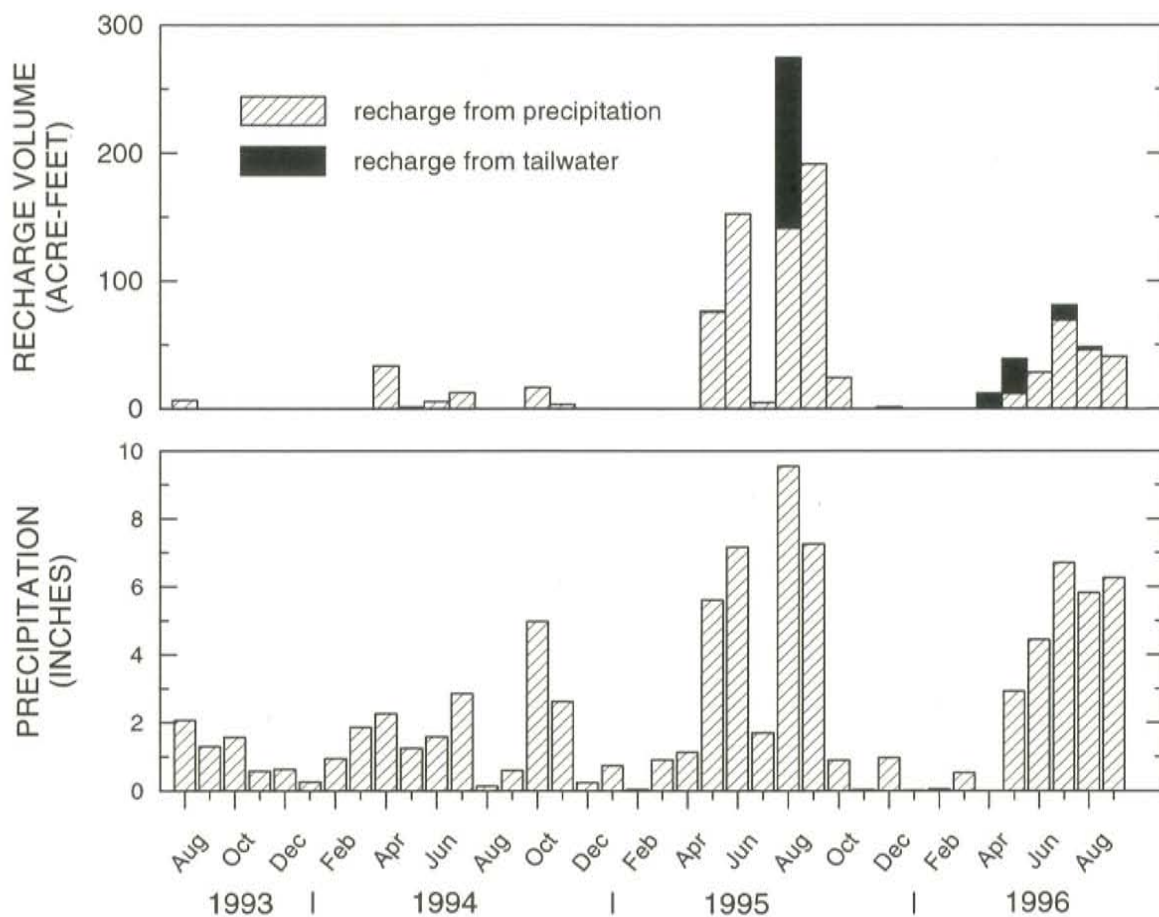 RECHARGE VOLUME
(ACRE-FEET)
300
200
100
0
recharge from precipitation
recharge from tailwater
PRECIPITATION
(INCHES)
10
8
6
4
2
0
Aug Oct Dec Feb Apr Jun Aug Oct Dec Feb Apr Jun Aug Oct Dec Feb Apr Jun Aug
1993 1994 1995 1996